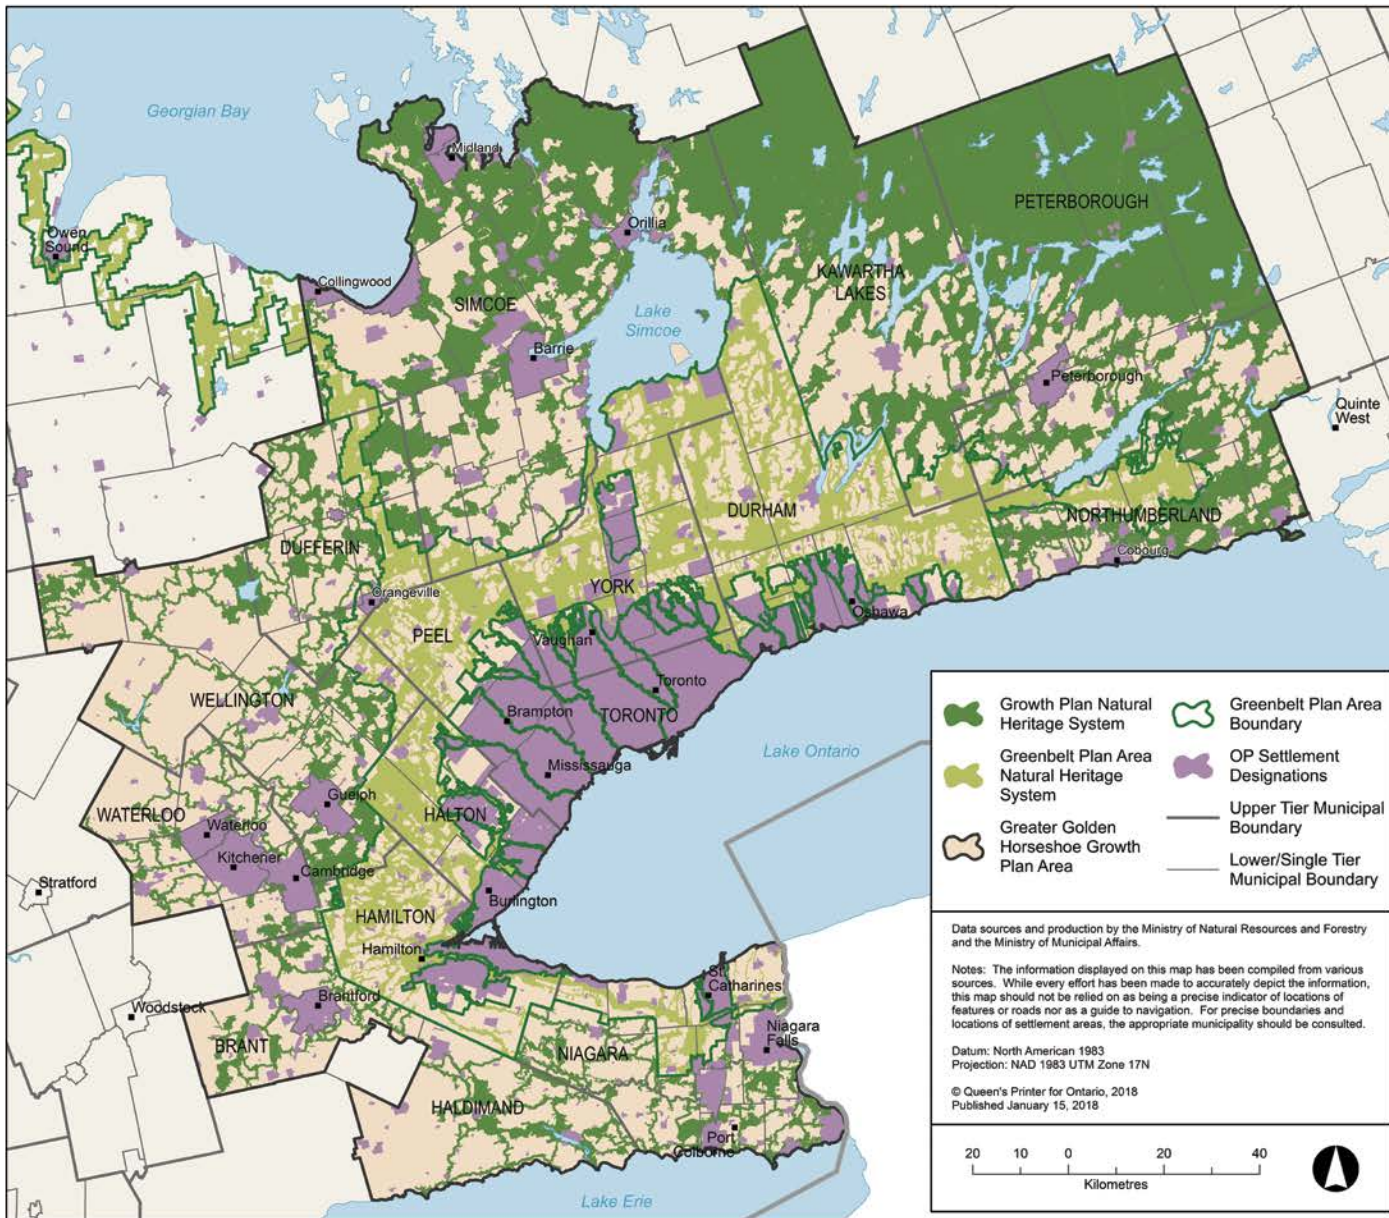 Georgian Bay
Midland
PETERBOROUGH
Owen
Sound
Orillia
Collingwood
KAWARTHA
LAKES
SIMCOE
Lake
Simcoe
Barrie
Peterborough
Quinte
West
DURHAM
NORTHUMBERLAND
DUFFERIN
Cobourg
Orangeville
YORK
Oshawa
PEEL
Vaughan
WELLINGTON
Toronto
Brampton
TORONTO
Lake Ontario
Mississauga
Guelph
WATERLOO
HALTON
Waterloo
Kitchener
Cambridge
Stratford
Burlington
HAMILTON
Hamilton
St.
Catharines
Brantford
Woodstock
Niagara
Falls
BRANT
NIAGARA
HALDIMAND
Port
Colborne
Lake Erie
Growth Plan Natural
Heritage System
Greenbelt Plan Area
Natural Heritage
System
Greater Golden
Horseshoe Growth
Plan Area
Greenbelt Plan Area
Boundary
OP Settlement
Designations
Upper Tier Municipal
Boundary
Lower/Single Tier
Municipal Boundary
Data sources and production by the Ministry of Natural Resources and Forestry
and the Ministry of Municipal Affairs.
Notes: The information displayed on this map has been compiled from various
sources. While every effort has been made to accurately depict the information,
this map should not be relied on as being a precise indicator of locations of
features or roads nor as a guide to navigation. For precise boundaries and
locations of settlement areas, the appropriate municipality should be consulted.
Datum: North American 1983
Projection: NAD 1983 UTM Zone 17N
© Queen's Printer for Ontario, 2018
Published January 15, 2018
20 10 0 20 40
Kilometres